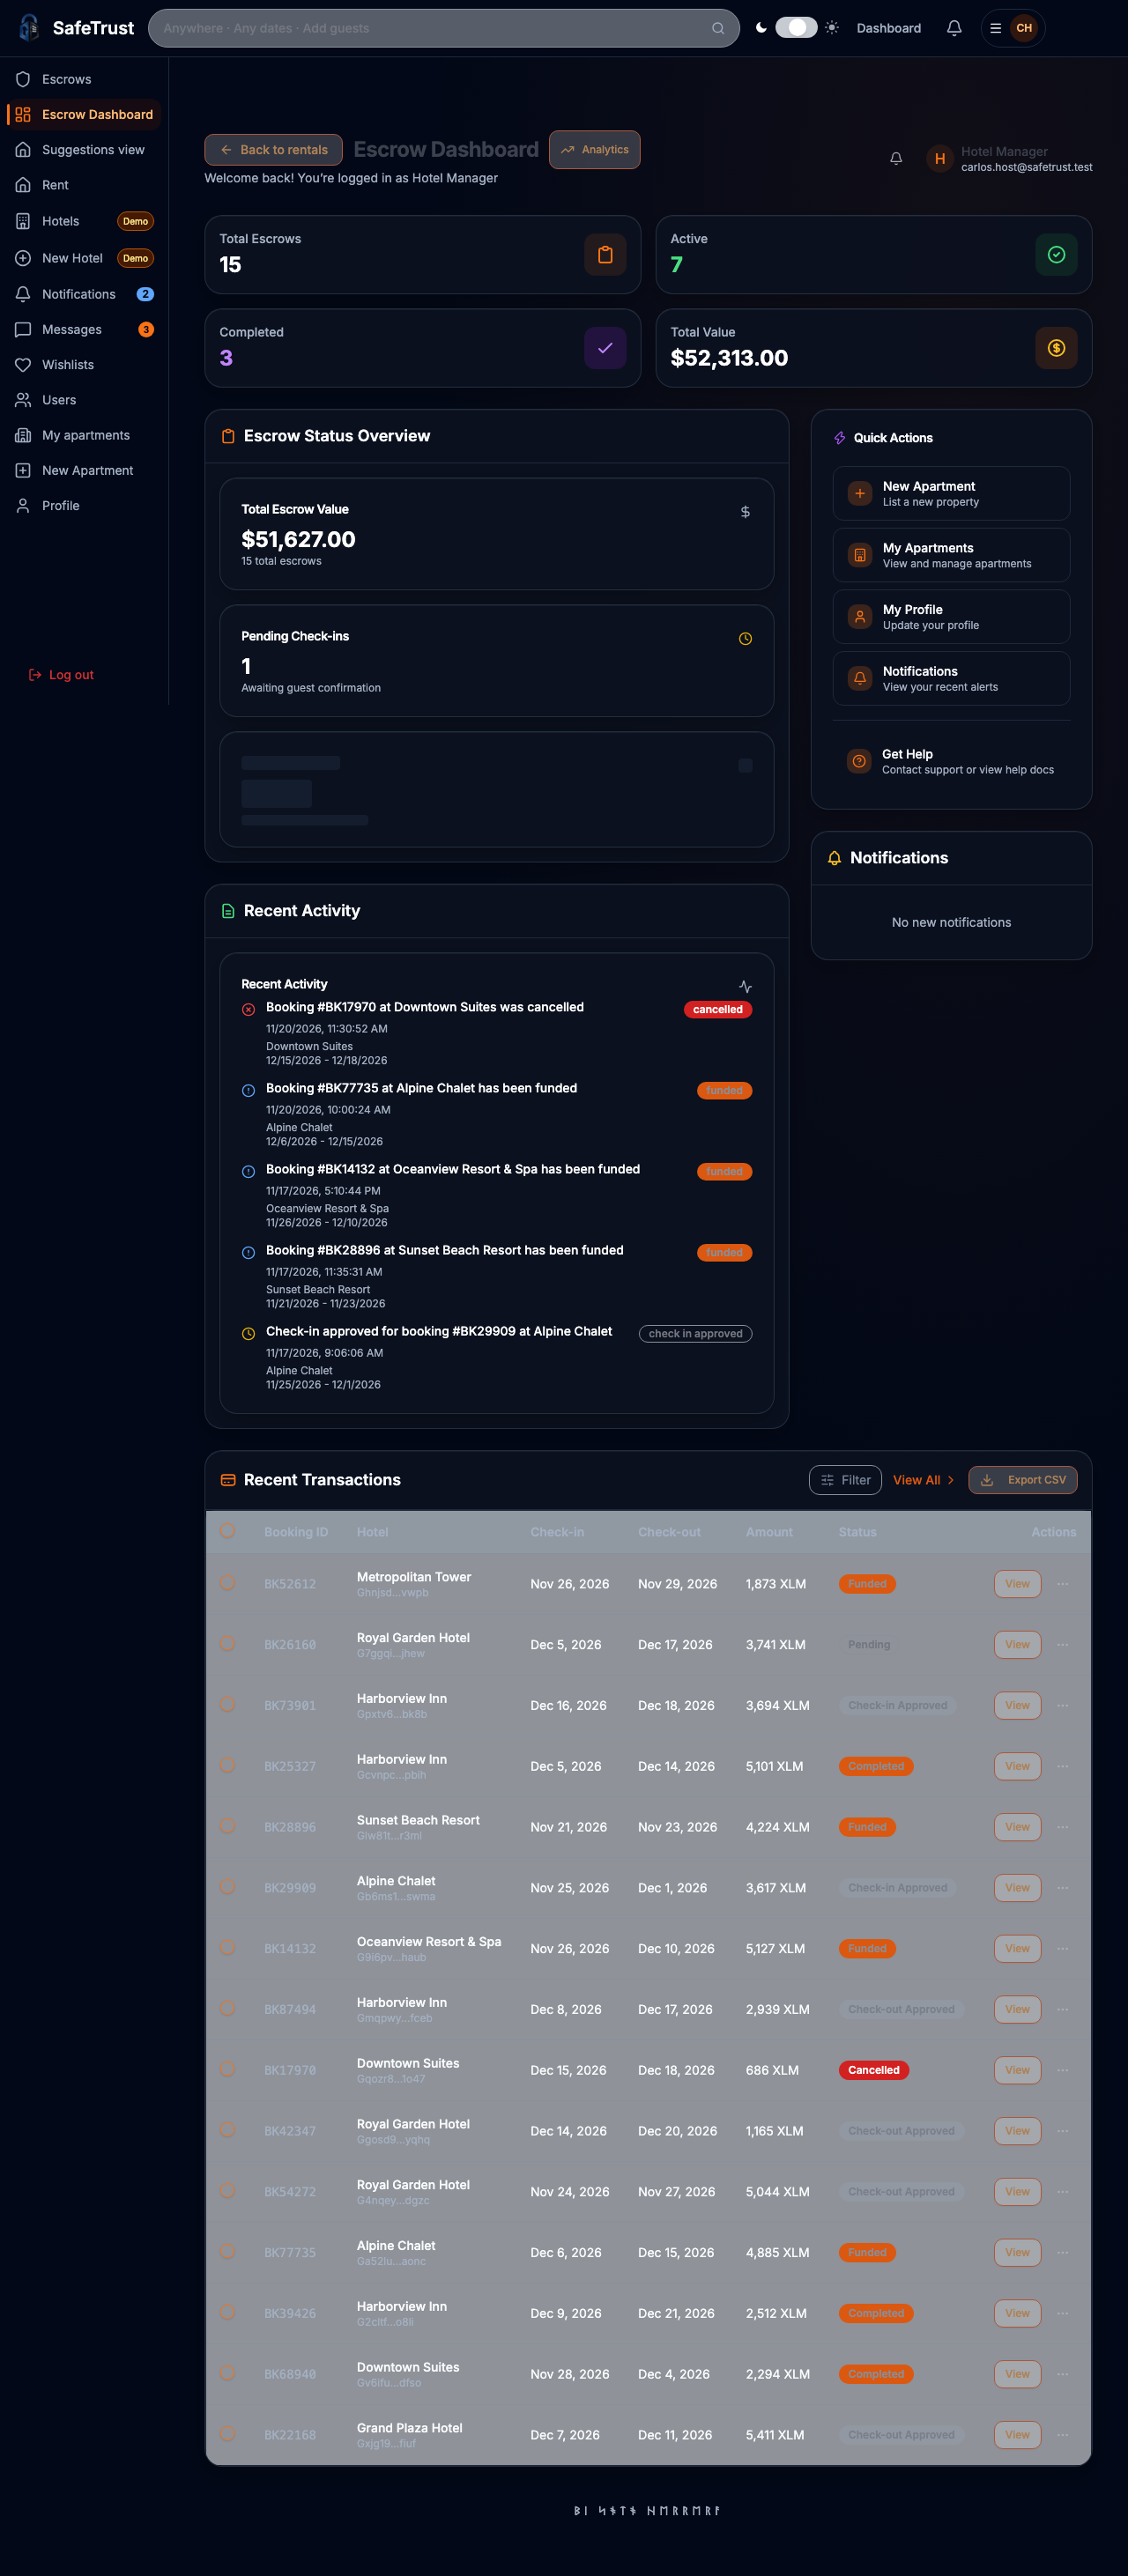 SafeTrust
Anywhere · Any dates · Add guests
Dashboard
CH
Escrows
Escrow Dashboard
Suggestions view
Rent
Hotels Demo
New Hotel Demo
Notifications 2
Messages 3
Wishlists
Users
My apartments
New Apartment
Profile
Log out
Back to rentals
Escrow Dashboard
Analytics
Welcome back! You're logged in as Hotel Manager
H
Hotel Manager
carlos.host@safetrust.test
Total Escrows
15
Active
7
Completed
3
Total Value
$52,313.00
Escrow Status Overview
Total Escrow Value
$51,627.00
15 total escrows
Pending Check-ins
1
Awaiting guest confirmation
Quick Actions
New Apartment
List a new property
My Apartments
View and manage apartments
My Profile
Update your profile
Notifications
View your recent alerts
Get Help
Contact support or view help docs
Notifications
No new notifications
Recent Activity
Recent Activity
Booking #BK17970 at Downtown Suites was cancelled cancelled
11/20/2026, 11:30:52 AM
Downtown Suites
12/15/2026 - 12/18/2026
Booking #BK77735 at Alpine Chalet has been funded funded
11/20/2026, 10:00:24 AM
Alpine Chalet
12/6/2026 - 12/15/2026
Booking #BK14132 at Oceanview Resort & Spa has been funded funded
11/17/2026, 5:10:44 PM
Oceanview Resort & Spa
11/26/2026 - 12/10/2026
Booking #BK28896 at Sunset Beach Resort has been funded funded
11/17/2026, 11:35:31 AM
Sunset Beach Resort
11/21/2026 - 11/23/2026
Check-in approved for booking #BK29909 at Alpine Chalet check in approved
11/17/2026, 9:06:06 AM
Alpine Chalet
11/25/2026 - 12/1/2026
Recent Transactions
Filter
View All
Export CSV
Booking ID Hotel Check-in Check-out Amount Status Actions
BK52612 Metropolitan Tower Nov 26, 2026 Nov 29, 2026 1,873 XLM Funded View
Ghnjsd...vwpb
BK26160 Royal Garden Hotel Dec 5, 2026 Dec 17, 2026 3,741 XLM Pending View
BK73901 Harborview Inn Dec 16, 2026 Dec 18, 2026 3,694 XLM Check-in Approved View
Gpxtv6...bk8b
BK25327 Harborview Inn Dec 5, 2026 Dec 14, 2026 5,101 XLM Completed View
BK28896 Sunset Beach Resort Nov 21, 2026 Nov 23, 2026 4,224 XLM Funded View
BK29909 Alpine Chalet Nov 25, 2026 Dec 1, 2026 3,617 XLM Check-in Approved View
Gb6ms1...swma
BK14132 Oceanview Resort & Spa Nov 26, 2026 Dec 10, 2026 5,127 XLM Funded View
BK87494 Harborview Inn Dec 8, 2026 Dec 17, 2026 2,939 XLM Check-out Approved View
Gmqpwy...fceb
BK17970 Downtown Suites Dec 15, 2026 Dec 18, 2026 686 XLM Cancelled View
Gqozr8...1o47
BK42347 Royal Garden Hotel Dec 14, 2026 Dec 20, 2026 1,165 XLM Check-out Approved View
Ggosd9...yqhq
BK54272 Royal Garden Hotel Nov 24, 2026 Nov 27, 2026 5,044 XLM Check-out Approved View
G4nqey...dgzc
BK77735 Alpine Chalet Dec 6, 2026 Dec 15, 2026 4,885 XLM Funded View
BK39426 Harborview Inn Dec 9, 2026 Dec 21, 2026 2,512 XLM Completed View
BK68940 Downtown Suites Nov 28, 2026 Dec 4, 2026 2,294 XLM Completed View
BK22168 Grand Plaza Hotel Dec 7, 2026 Dec 11, 2026 5,411 XLM Check-out Approved View